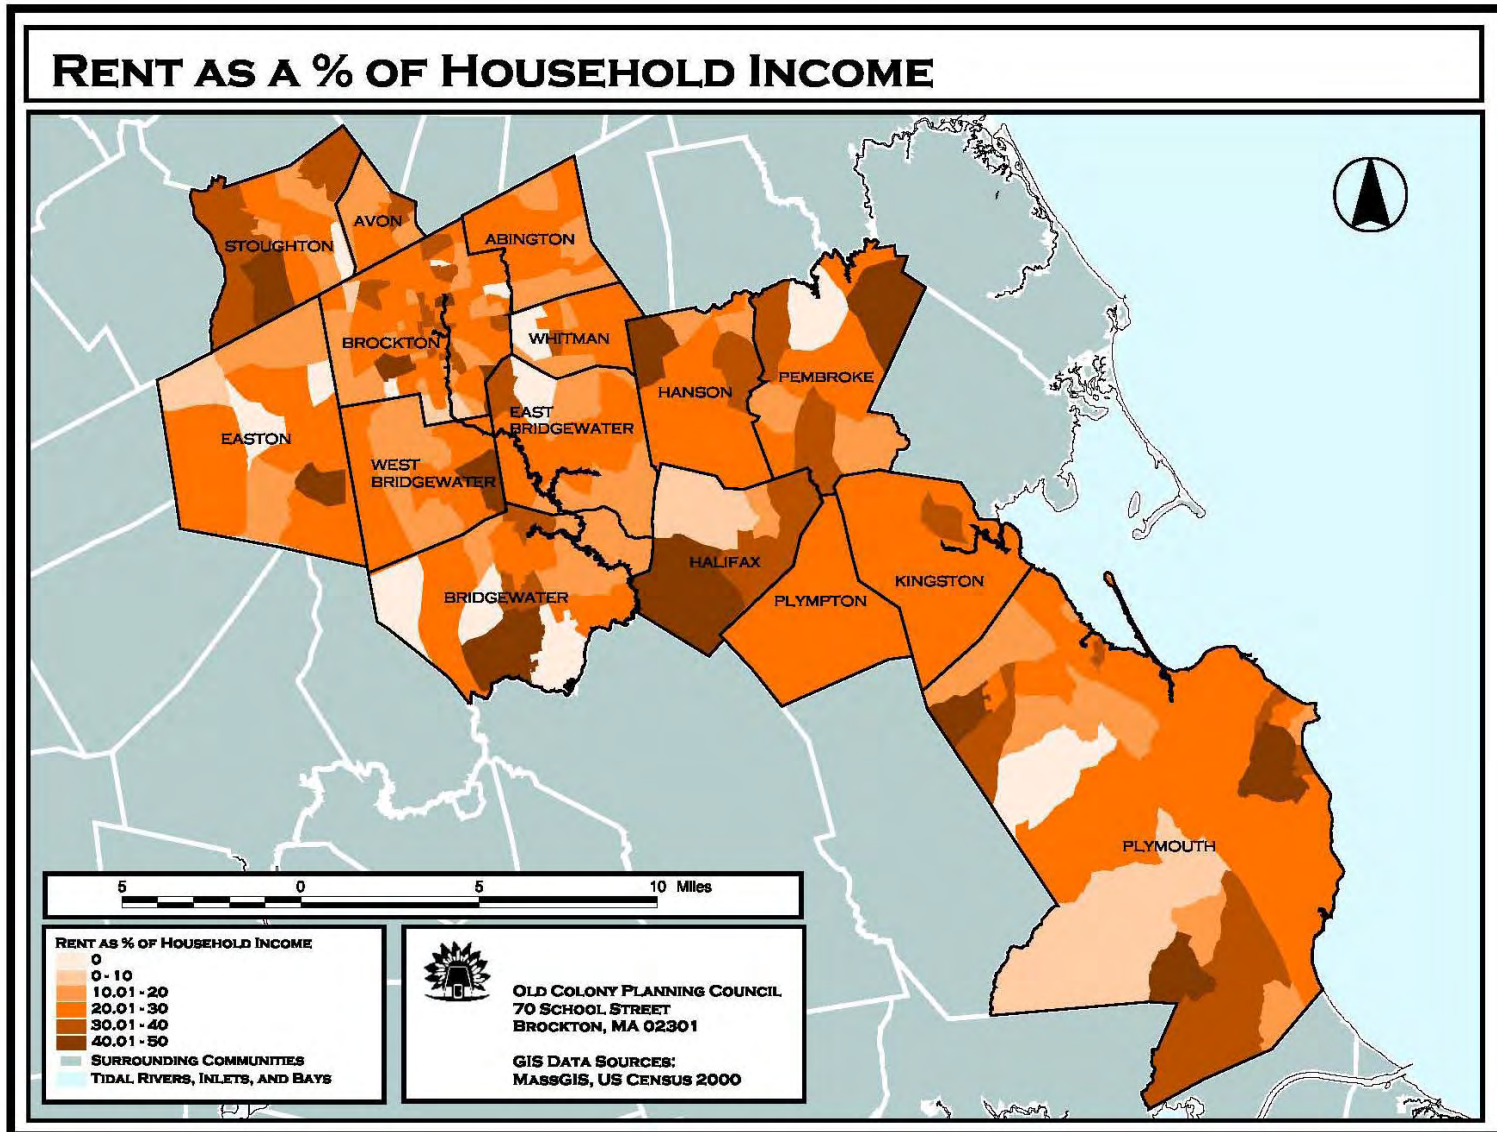 RENT AS A % OF HOUSEHOLD INCOME
STOUGHTON
AVON
ABINGTON
BROCKTON
WHITMAN
HANSON
PEMBROKE
EASTON
EAST
BRIDGEWATER
WEST
BRIDGEWATER
HALIFAX
BRIDGEWATER
PLYMPTON
KINGSTON
PLYMOUTH
5 0 5 10 Miles
RENT AS % OF HOUSEHOLD INCOME
0
0 - 10
10.01 - 20
20.01 - 30
30.01 - 40
40.01 - 50
SURROUNDING COMMUNITIES
TIDAL RIVERS, INLETS, AND BAYS
OLD COLONY PLANNING COUNCIL
70 SCHOOL STREET
BROCKTON, MA 02301
GIS DATA SOURCES:
MASSGIS, US CENSUS 2000